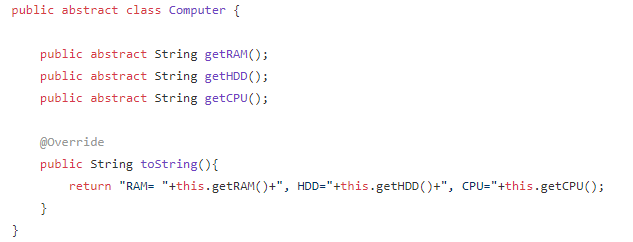 public abstract class Computer {
public abstract String getRAM();
public abstract String getHDD();
public abstract String getCPU();
@Override
public String toString(){
return "RAM= "+this.getRAM()+", HDD="+this.getHDD()+", CPU="+this.getCPU();
}
}